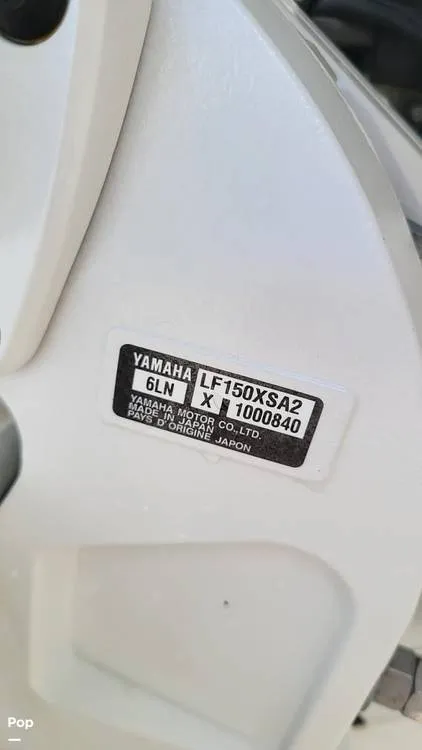 YAMAHA LF150XSA2
6LN X 1000840
YAMAHA MOTOR CO.,LTD.
MADE IN JAPAN
PAYS D'ORIGINE JAPON
Pop